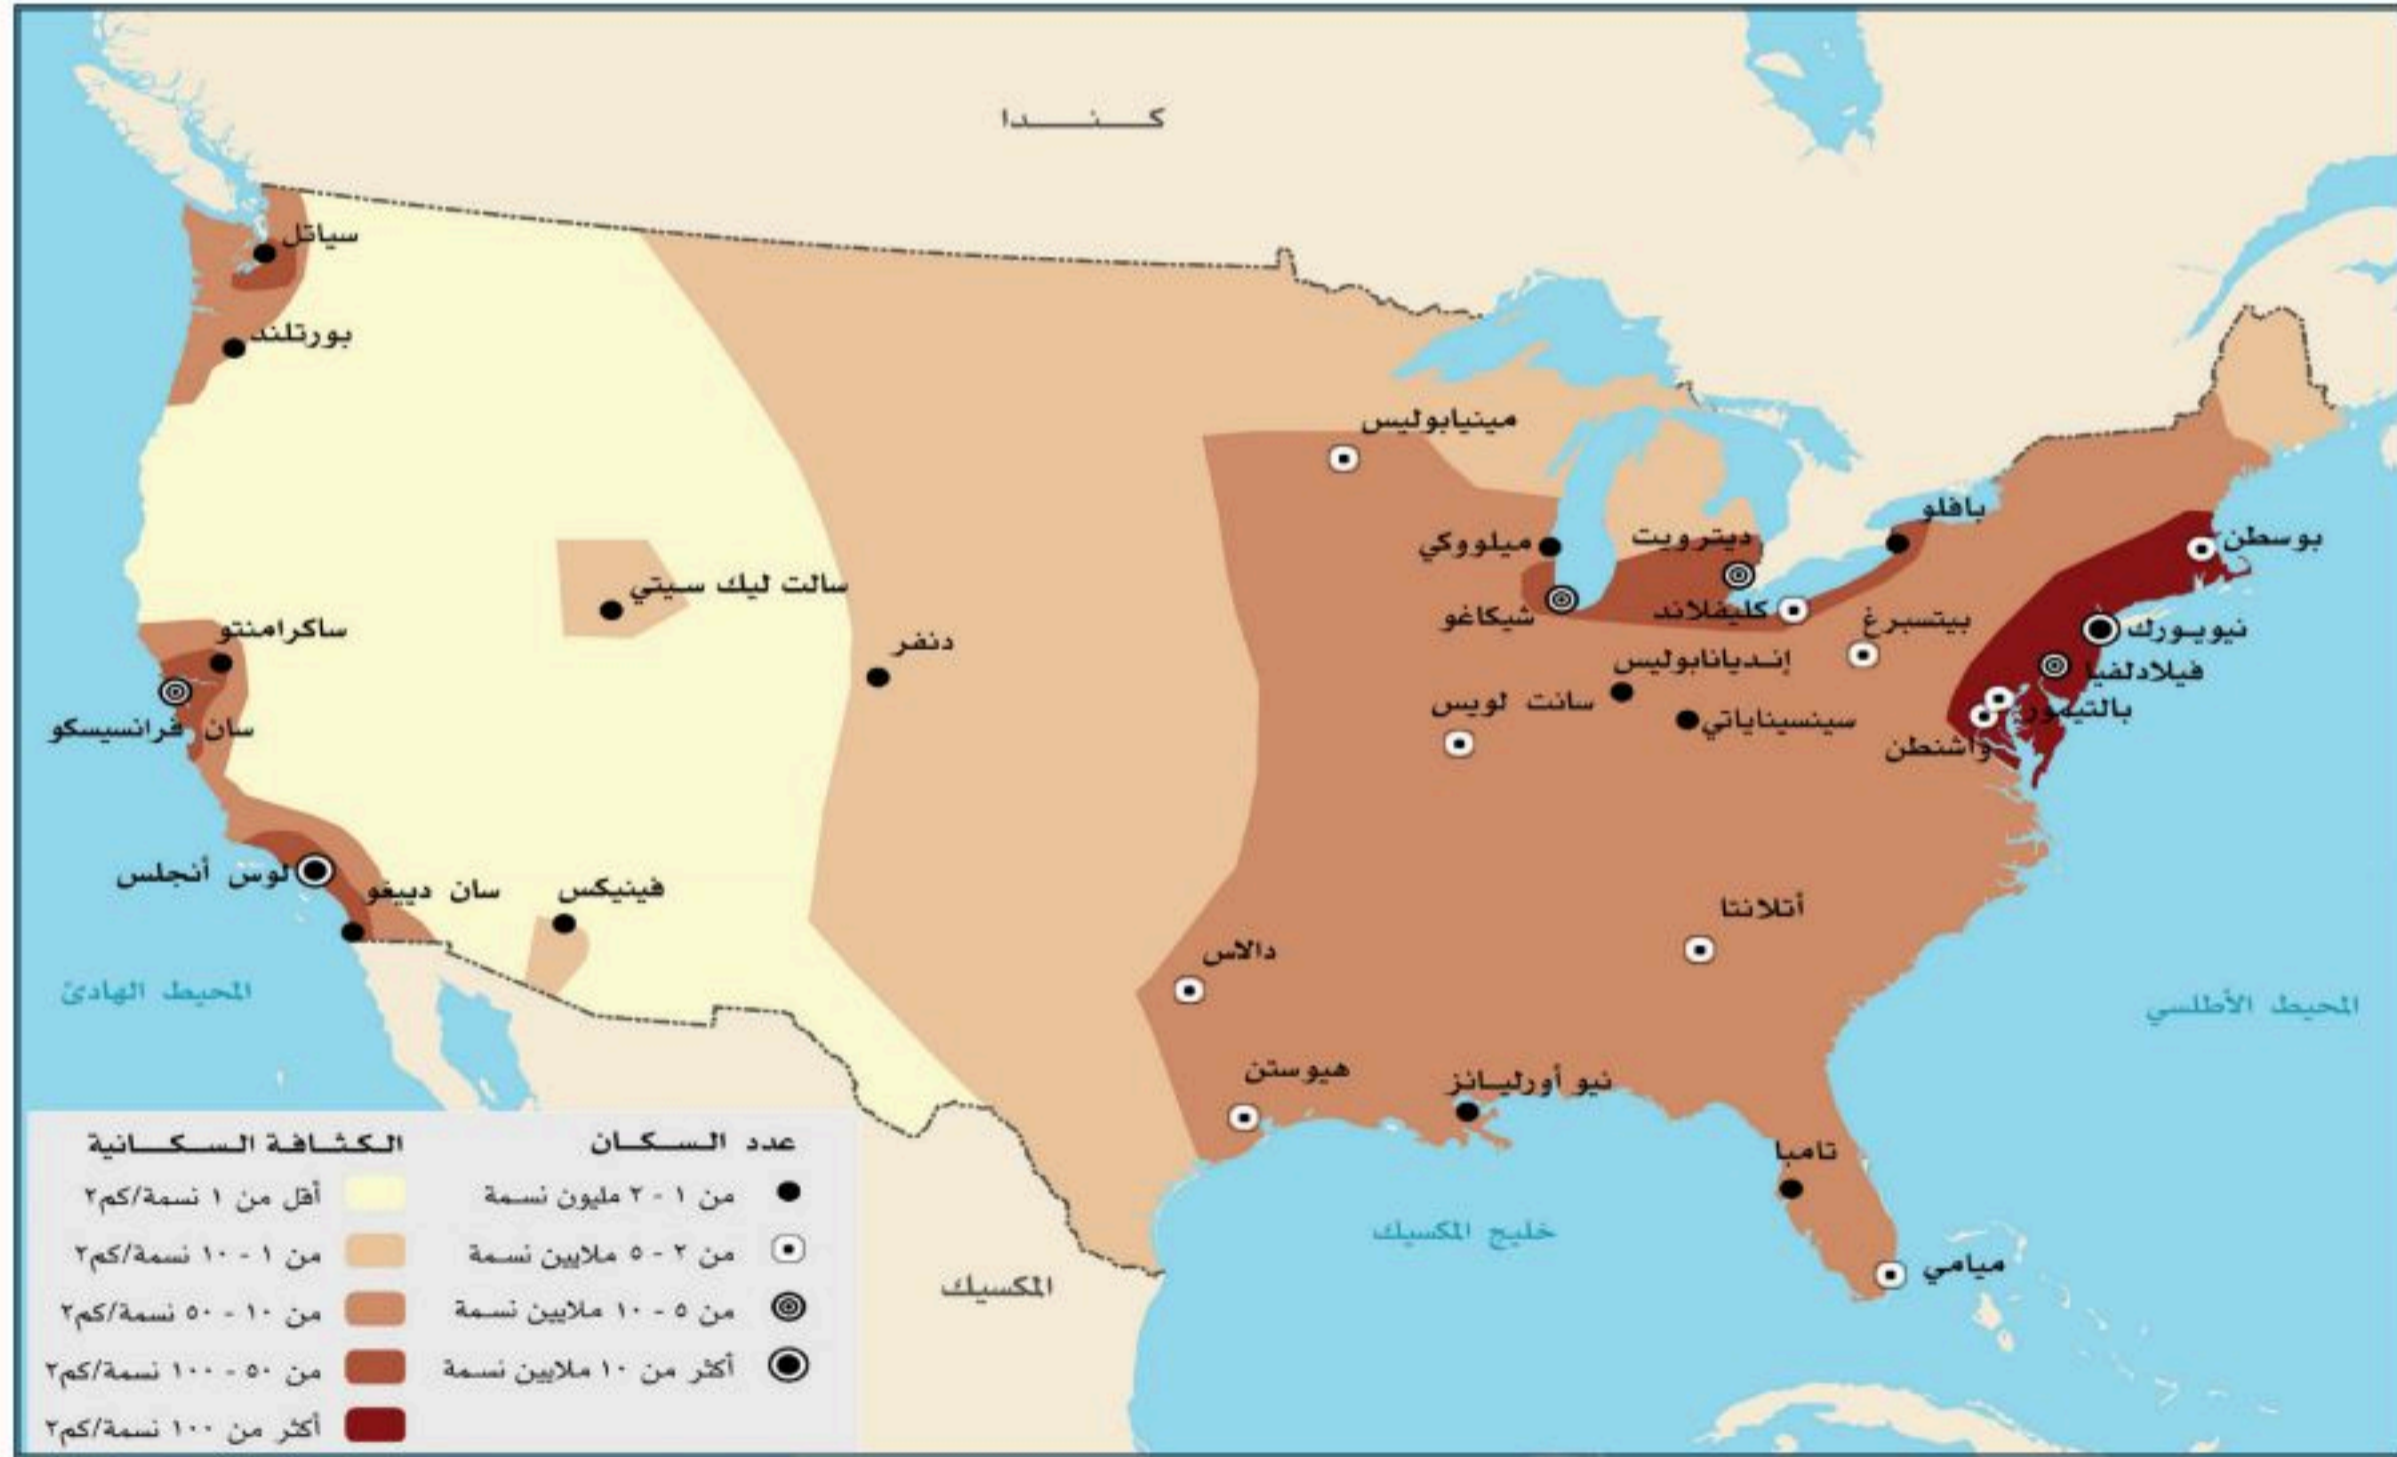 كـنـدا
سياتل
بورتلند
مينيابوليس
بافلو
ديترويت
ميلووكي
بوسطن
سالت ليك سيتي
كليفلاند
شيكاغو
بيتسبرغ
ساكرامنتو
نيويورك
دنفر
إنديانابوليس
فيلادلفيا
سانت لويس
سينسيناياتي
بالتيمور
سان فرانسيسكو
واشنطن
لوس أنجلس
سان دييغو
فينيكس
أتلانتا
دالاس
المحيط الهادئ
المحيط الأطلسي
هيوستن
نيو أورليانز
تامبا
خليج المكسيك
ميامي
المكسيك
عدد السكان
من ١ - ٢ مليون نسمة
من ٢ - ٥ ملايين نسمة
من ٥ - ١٠ ملايين نسمة
أكثر من ١٠ ملايين نسمة
الكثافة السكانية
أقل من ١ نسمة/كم٢
من ١ - ١٠ نسمة/كم٢
من ١٠ - ٥٠ نسمة/كم٢
من ٥٠ - ١٠٠ نسمة/كم٢
أكثر من ١٠٠ نسمة/كم٢